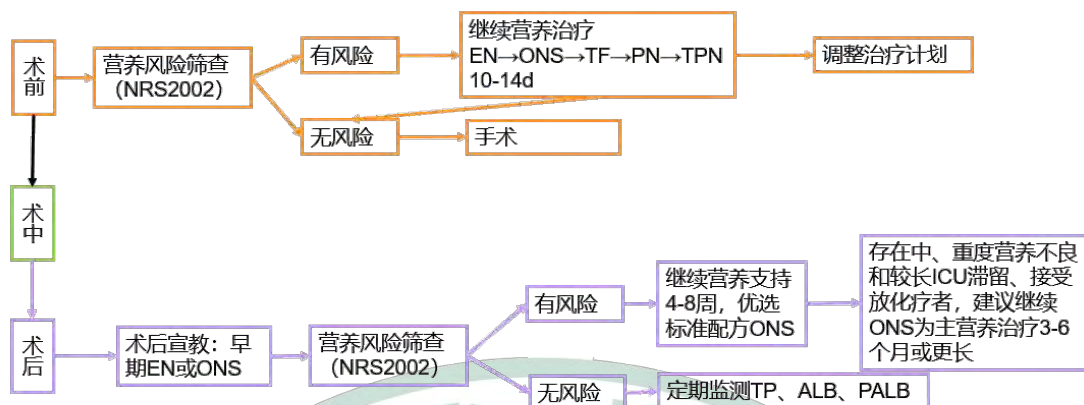 术前
营养风险筛查
（NRS2002）
有风险
继续营养治疗
EN→ONS→TF→PN→TPN
10-14d
调整治疗计划
无风险
手术
术中
术后
术后宣教：早
期EN或ONS
营养风险筛查
（NRS2002）
有风险
继续营养支持
4-8周，优选
标准配方ONS
存在中、重度营养不良
和较长ICU滞留、接受
放化疗者，建议继续
ONS为主营养治疗3-6
个月或更长
无风险
定期监测TP、ALB、PALB